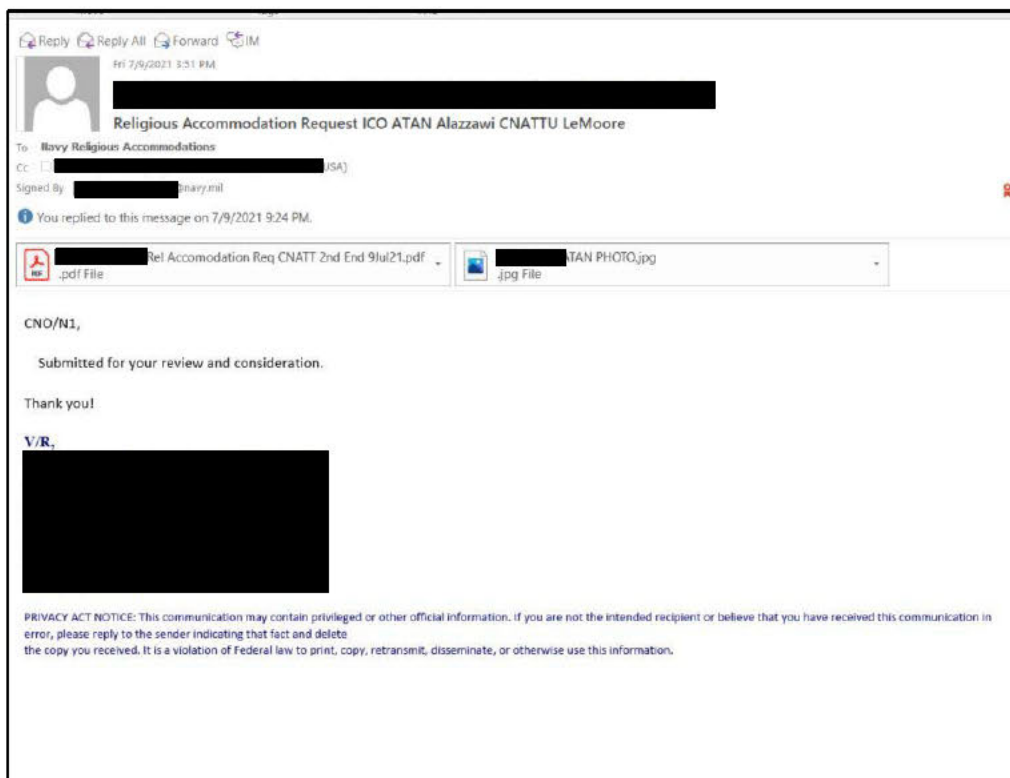 Reply Reply All Forward IM
Fri 7/9/2021 3:51 PM
Religious Accommodation Request ICO ATAN Alazzawi CNATTU LeMoore
To Navy Religious Accommodations
Cc USA)
Signed By @navy.mil
You replied to this message on 7/9/2021 9:24 PM.
Rel Accomodation Req CNATT 2nd End 9Jul21.pdf
.pdf File
ATAN PHOTO.jpg
.jpg File
CNO/N1,
Submitted for your review and consideration.
Thank you!
V/R,
PRIVACY ACT NOTICE: This communication may contain privileged or other official information. If you are not the intended recipient or believe that you have received this communication in
error, please reply to the sender indicating that fact and delete
the copy you received. It is a violation of Federal law to print, copy, retransmit, disseminate, or otherwise use this information.